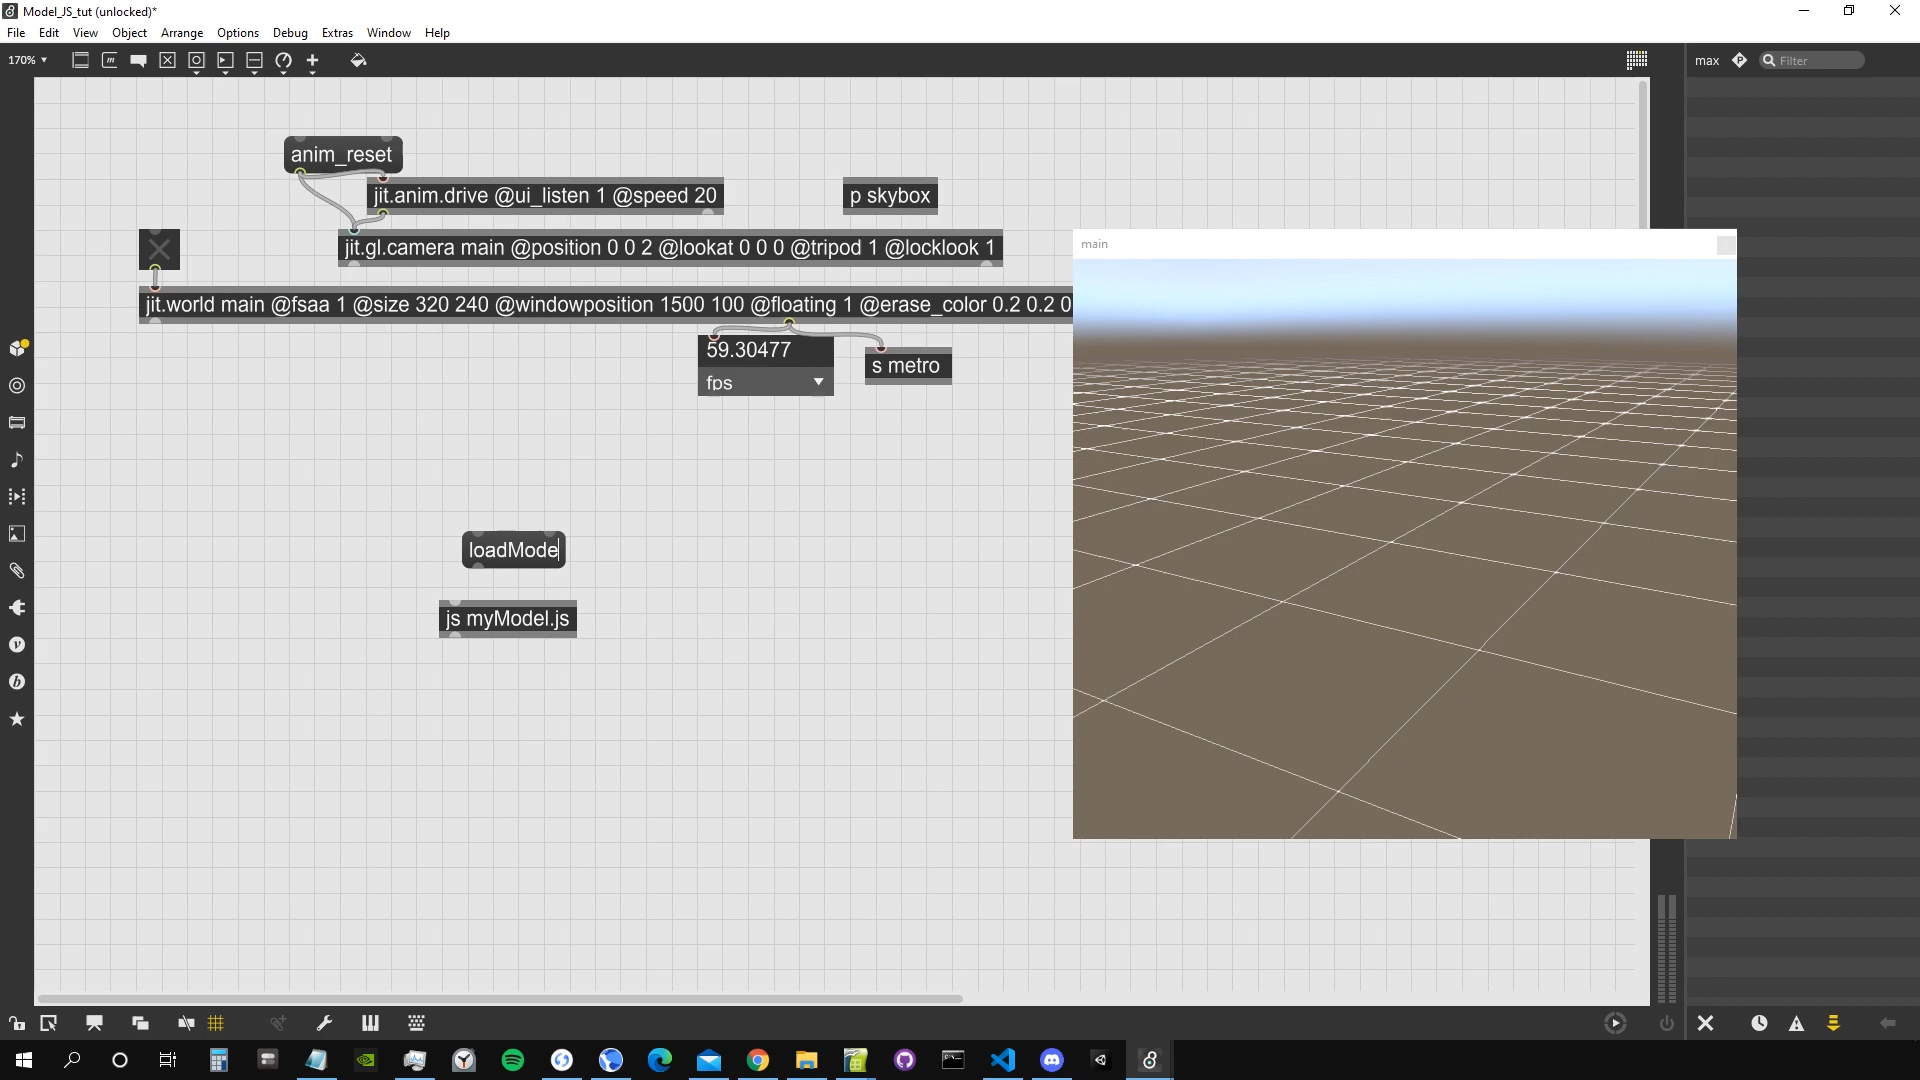 Model_JS_tut (unlocked)*
File Edit View Object Arrange Options Debug Extras Window Help
170%
max
Filter
anim_reset
jit.anim.drive @ui_listen 1 @speed 20
p skybox
jit.gl.camera main @position 0 0 2 @lookat 0 0 0 @tripod 1 @locklook 1
main
jit.world main @fsaa 1 @size 320 240 @windowposition 1500 100 @floating 1 @erase_color 0.2 0.2 0
59.30477
s metro
fps
loadMode
js myModel.js